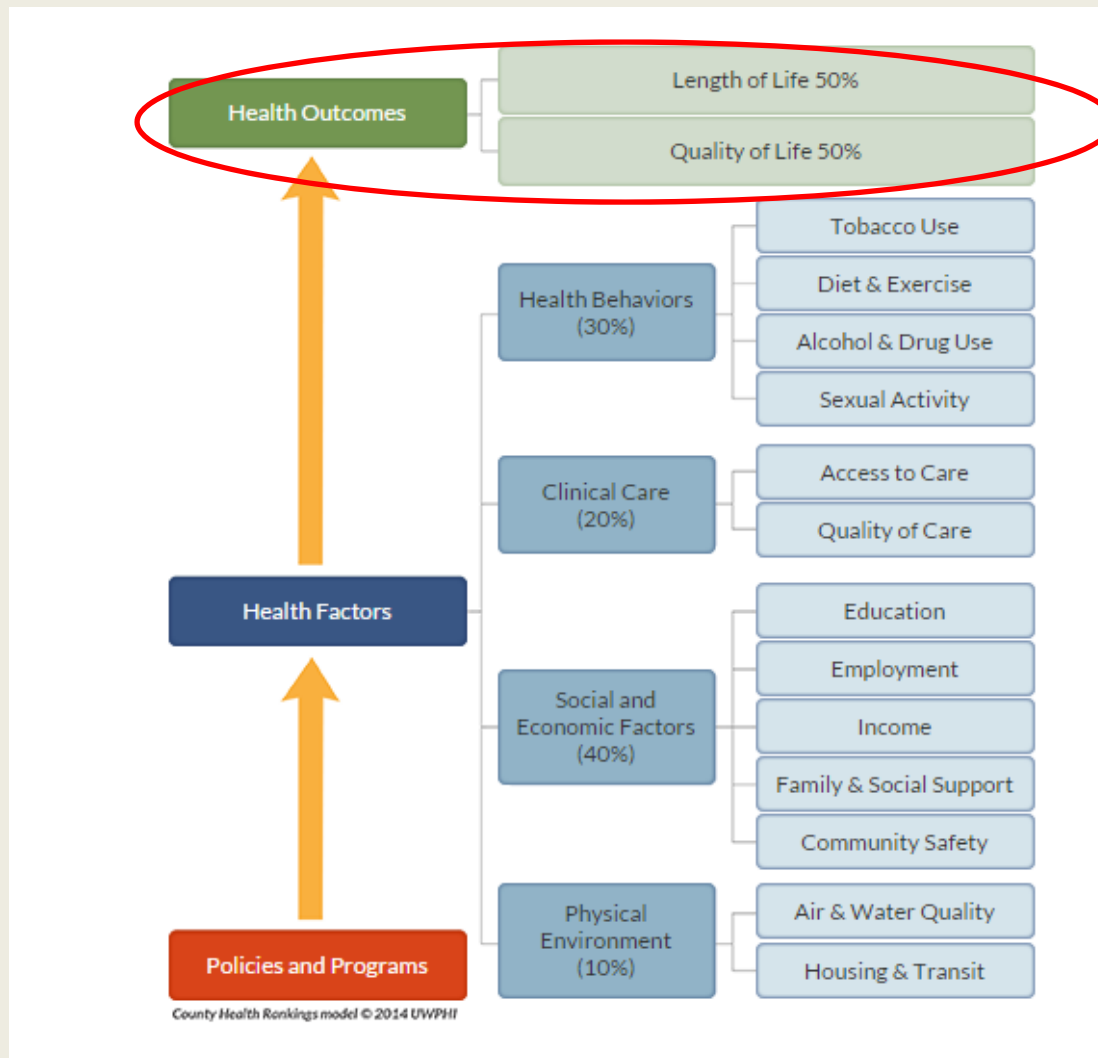 Health Outcomes
Length of Life 50%
Quality of Life 50%
Health Factors
Health Behaviors
(30%)
Tobacco Use
Diet & Exercise
Alcohol & Drug Use
Sexual Activity
Clinical Care
(20%)
Access to Care
Quality of Care
Social and
Economic Factors
(40%)
Education
Employment
Income
Family & Social Support
Community Safety
Physical
Environment
(10%)
Air & Water Quality
Housing & Transit
Policies and Programs
County Health Rankings model © 2014 UWPHI